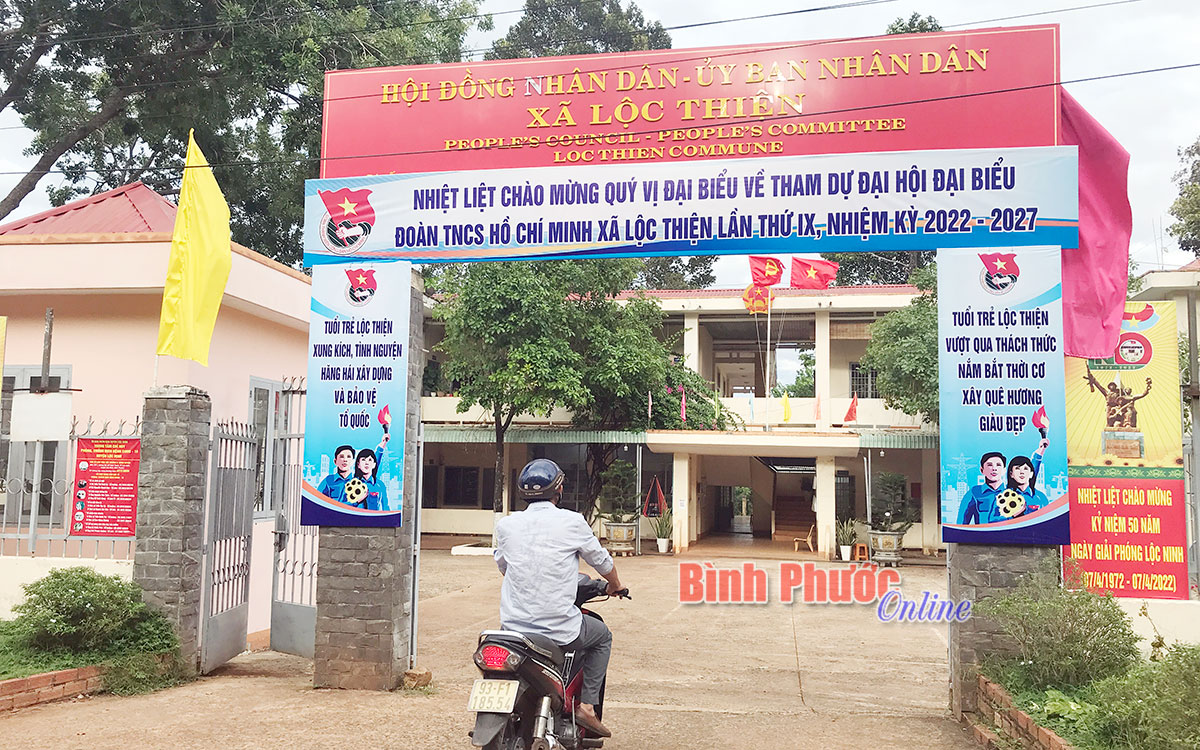 HỘI ĐỒNG NHÂN DÂN - ỦY BAN NHÂN DÂN
XÃ LỘC THIỆN
PEOPLE'S COUNCIL - PEOPLE'S COMMITTEE
LOC THIEN COMMUNE
NHIỆT LIỆT CHÀO MỪNG QUÝ VỊ ĐẠI BIỂU VỀ THAM DỰ ĐẠI HỘI ĐẠI BIỂU
ĐOÀN TNCS HỒ CHÍ MINH XÃ LỘC THIỆN LẦN THỨ IX, NHIỆM KỲ 2022 - 2027
TUỔI TRẺ LỘC THIỆN
XUNG KÍCH, TÌNH NGUYỆN
HĂNG HÁI XÂY DỰNG
VÀ BẢO VỆ
TỔ QUỐC
TUỔI TRẺ LỘC THIỆN
VƯỢT QUA THÁCH THỨC
NẮM BẮT THỜI CƠ
XÂY QUÊ HƯƠNG
GIÀU ĐẸP
NHIỆT LIỆT CHÀO MỪNG
KỶ NIỆM 50 NĂM
NGÀY GIẢI PHÓNG LỘC NINH
(07/4/1972 - 07/4/2022)
Bình Phước
Online
93-F1
185.54